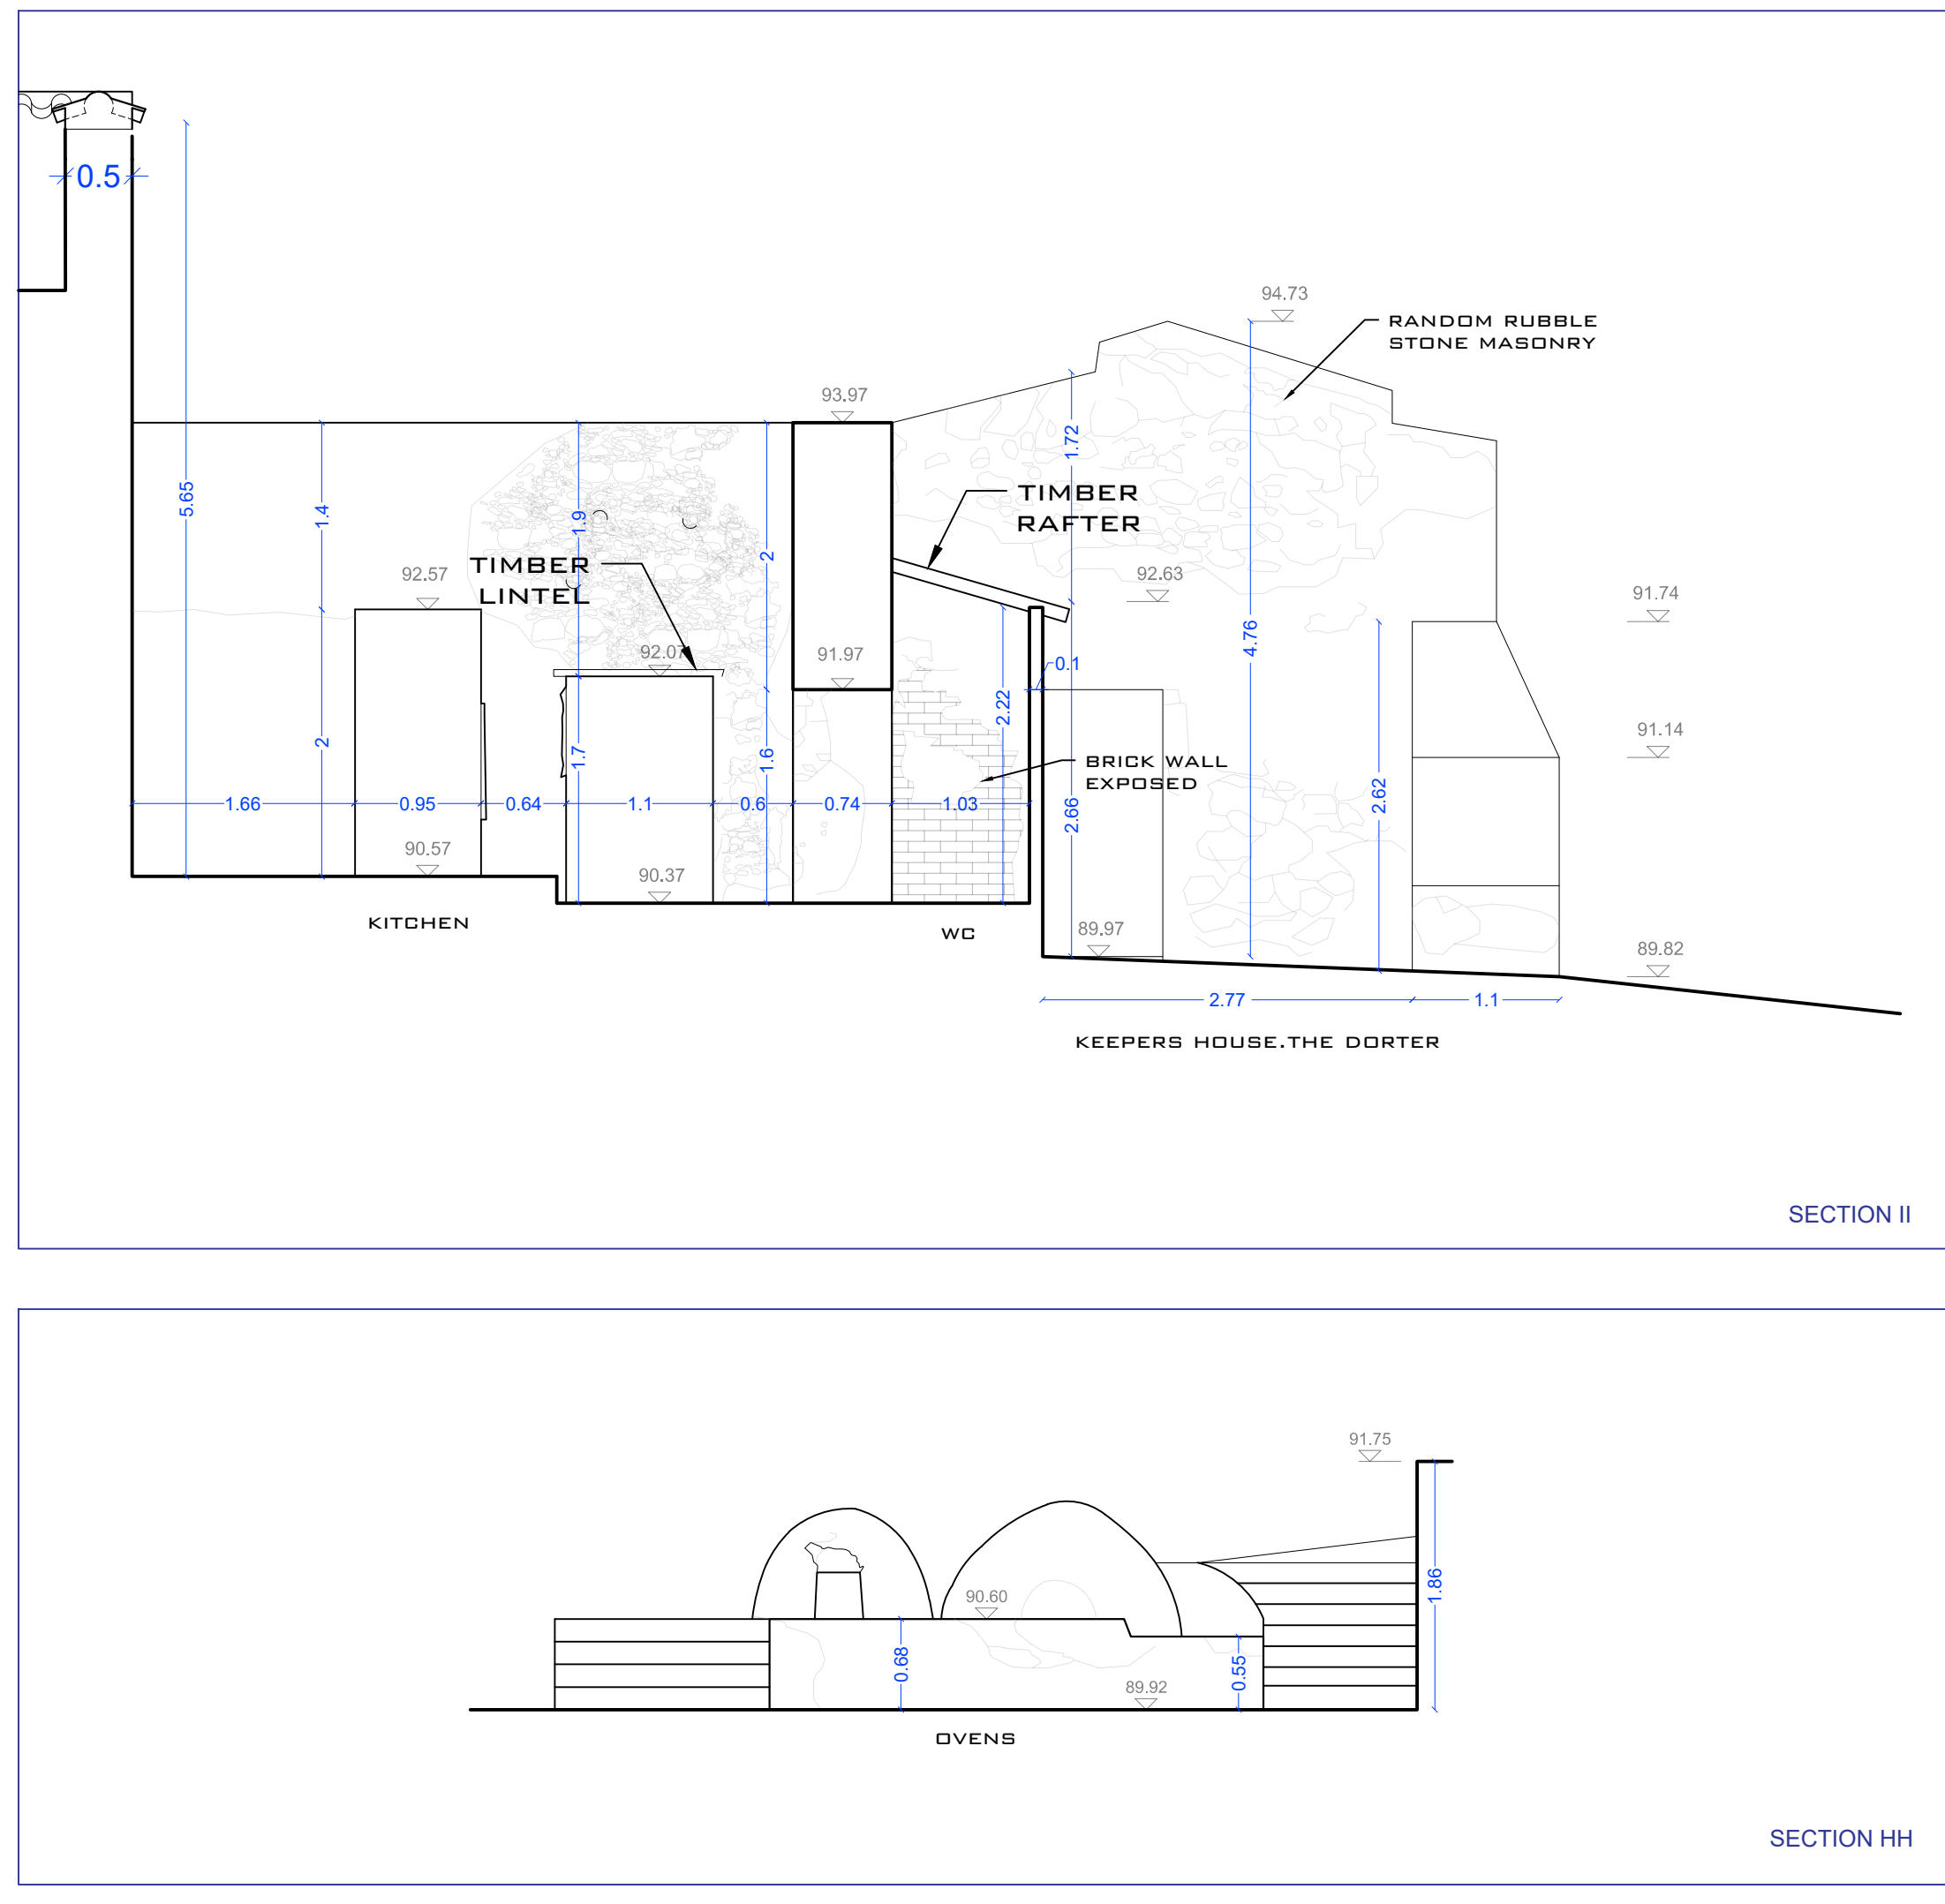 0.5
94.73
RANDOM RUBBLE
STONE MASONRY
93.97
1.72
5.65
1.4
1.9
TIMBER
RAFTER
2
TIMBER
LINTEL
92.57
92.63
91.74
92.07
91.97
4.76
0.1
2.22
91.14
2
1.7
1.6
BRICK WALL
EXPOSED
2.66
2.62
1.66
0.95
0.64
1.1
0.6
0.74
1.03
90.57
90.37
KITCHEN
WC
89.97
89.82
2.77
1.1
KEEPERS HOUSE.THE DORTER
SECTION II
91.75
1.86
90.60
0.68
0.55
89.92
OVENS
SECTION HH